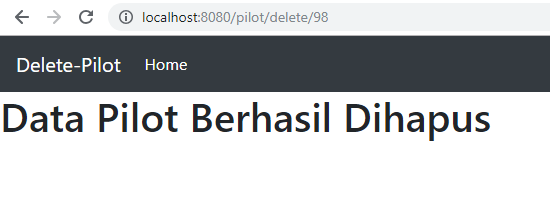 localhost:8080/pilot/delete/98
Delete-Pilot Home
Data Pilot Berhasil Dihapus